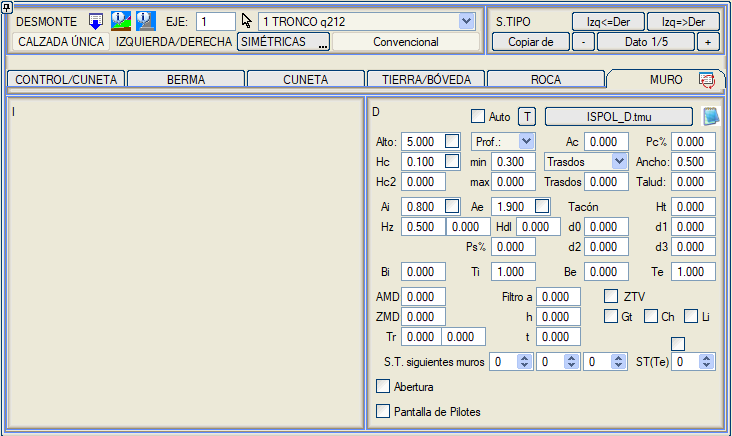 DESMONTE EJE: 1 1 TRONCO q212 S.TIPO Izq<=Der Izq=>Der
CALZADA ÚNICA IZQUIERDA/DERECHA SIMÉTRICAS ... Convencional Copiar de - Dato 1/5 +
CONTROL/CUNETA BERMA CUNETA TIERRA/BÓVEDA ROCA MURO
I
D Auto T ISPOL_D.tmu
Alto: 5.000 Prof.: Ac 0.000 Pc% 0.000
Hc 0.100 min 0.300 Trasdos Ancho: 0.500
Hc2 0.000 max 0.000 Trasdos 0.000 Talud: 0.000
Ai 0.800 Ae 1.900 Tacón Ht 0.000
Hz 0.500 0.000 Hdl 0.000 d0 0.000 d1 0.000
Ps% 0.000 d2 0.000 d3 0.000
Bi 0.000 Ti 1.000 Be 0.000 Te 1.000
AMD 0.000 Filtro a 0.000 ZTV
ZMD 0.000 h 0.000 Gt Ch Li
Tr 0.000 0.000 t 0.000
S.T. siguientes muros 0 0 0 ST(Te) 0
Abertura
Pantalla de Pilotes